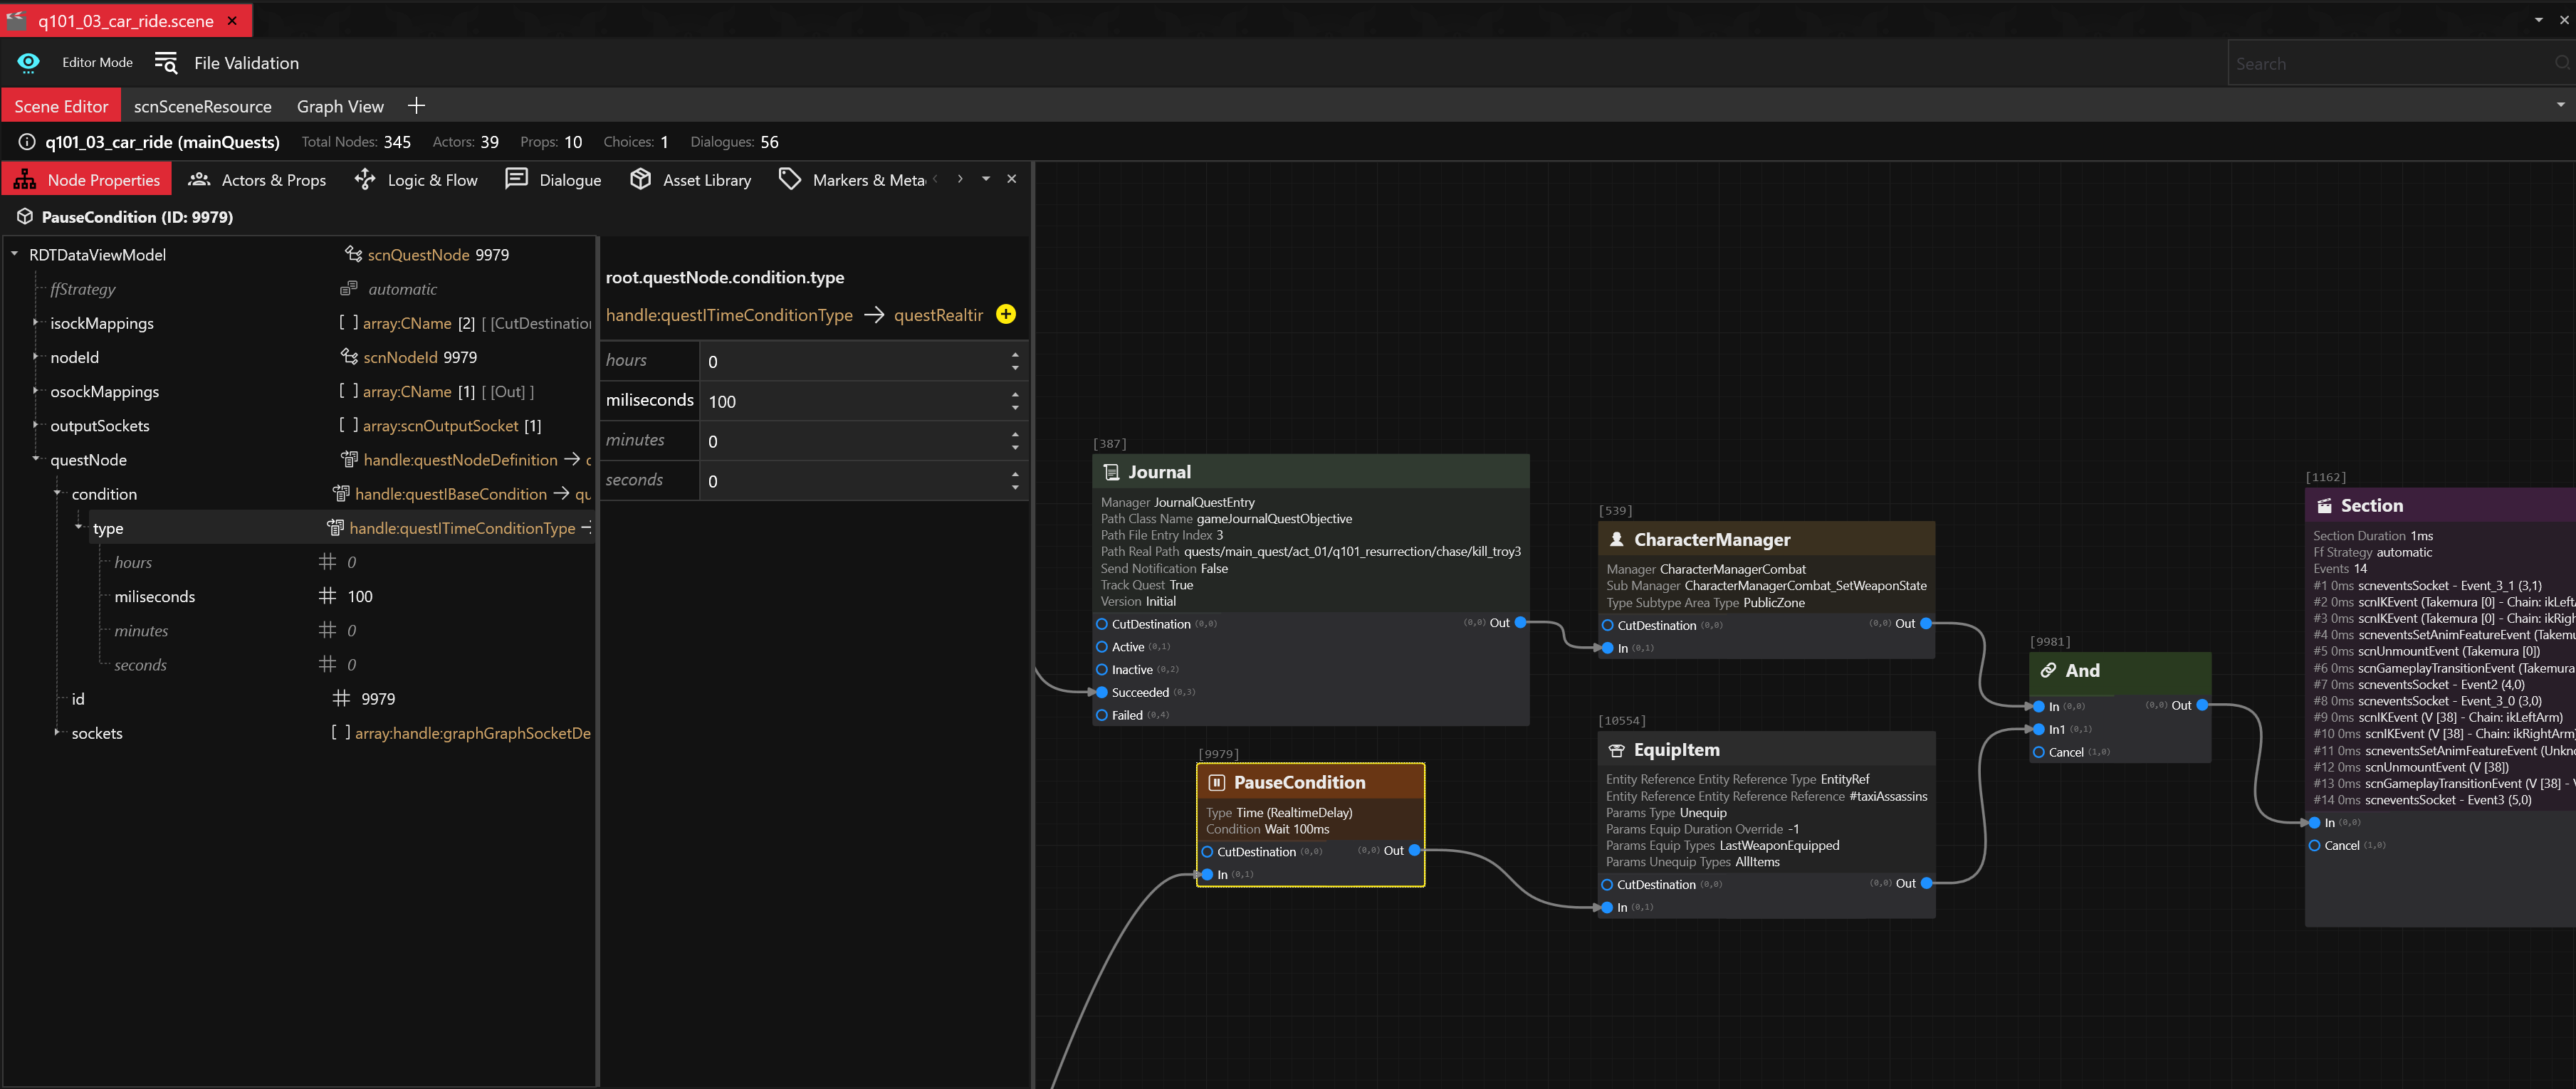 q101_03_car_ride.scene
Editor Mode
File Validation
Search
Scene Editor
scnSceneResource
Graph View
q101_03_car_ride (mainQuests)
Total Nodes: 345
Actors: 39
Props: 10
Choices: 1
Dialogues: 56
Node Properties
Actors & Props
Logic & Flow
Dialogue
Asset Library
Markers & Meta
PauseCondition (ID: 9979)
RDTDataViewModel scnQuestNode 9979
ffStrategy automatic
isockMappings [ ] array:CName [2] [ [CutDestination
nodeId scnNodeId 9979
osockMappings [ ] array:CName [1] [ [Out] ]
outputSockets [ ] array:scnOutputSocket [1]
questNode handle:questNodeDefinition → q
condition handle:questIBaseCondition → qu
type handle:questITimeConditionType →
hours # 0
miliseconds # 100
minutes # 0
seconds # 0
id # 9979
sockets [ ] array:handle:graphGraphSocketDe
root.questNode.condition.type
handle:questITimeConditionType → questRealtir
hours 0
miliseconds 100
minutes 0
seconds 0
[387]
Journal
Manager JournalQuestEntry
Path Class Name gameJournalQuestObjective
Path File Entry Index 3
Path Real Path quests/main_quest/act_01/q101_resurrection/chase/kill_troy3
Send Notification False
Track Quest True
Version Initial
CutDestination (0,0) (0,0) Out
Active (0,1)
Inactive (0,2)
Succeeded (0,3)
Failed (0,4)
[9979]
PauseCondition
Type Time (RealtimeDelay)
Condition Wait 100ms
CutDestination (0,0) (0,0) Out
In (0,1)
[539]
CharacterManager
Manager CharacterManagerCombat
Sub Manager CharacterManagerCombat_SetWeaponState
Type Subtype Area Type PublicZone
CutDestination (0,0) (0,0) Out
In (0,1)
[10554]
EquipItem
Entity Reference Entity Reference Type EntityRef
Entity Reference Entity Reference Reference #taxiAssassins
Params Type Unequip
Params Equip Duration Override -1
Params Equip Types LastWeaponEquipped
Params Unequip Types AllItems
CutDestination (0,0) (0,0) Out
In (0,1)
[9981]
And
In (0,0) (0,0) Out
In1 (0,1)
Cancel (1,0)
[1162]
Section
Section Duration 1ms
Ff Strategy automatic
Events 14
#1 0ms scneventsSocket - Event_3_1 (3,1)
#2 0ms scnIKEvent (Takemura [0] - Chain: ikLeftA
#3 0ms scnIKEvent (Takemura [0] - Chain: ikRigh
#4 0ms scneventsSetAnimFeatureEvent (Takemu
#5 0ms scnUnmountEvent (Takemura [0])
#6 0ms scnGameplayTransitionEvent (Takemura
#7 0ms scneventsSocket - Event2 (4,0)
#8 0ms scneventsSocket - Event_3_0 (3,0)
#9 0ms scnIKEvent (V [38] - Chain: ikLeftArm)
#10 0ms scnIKEvent (V [38] - Chain: ikRightArm)
#11 0ms scneventsSetAnimFeatureEvent (Unkno
#12 0ms scnUnmountEvent (V [38])
#13 0ms scnGameplayTransitionEvent (V [38] - V
#14 0ms scneventsSocket - Event3 (5,0)
In (0,0)
Cancel (1,0)